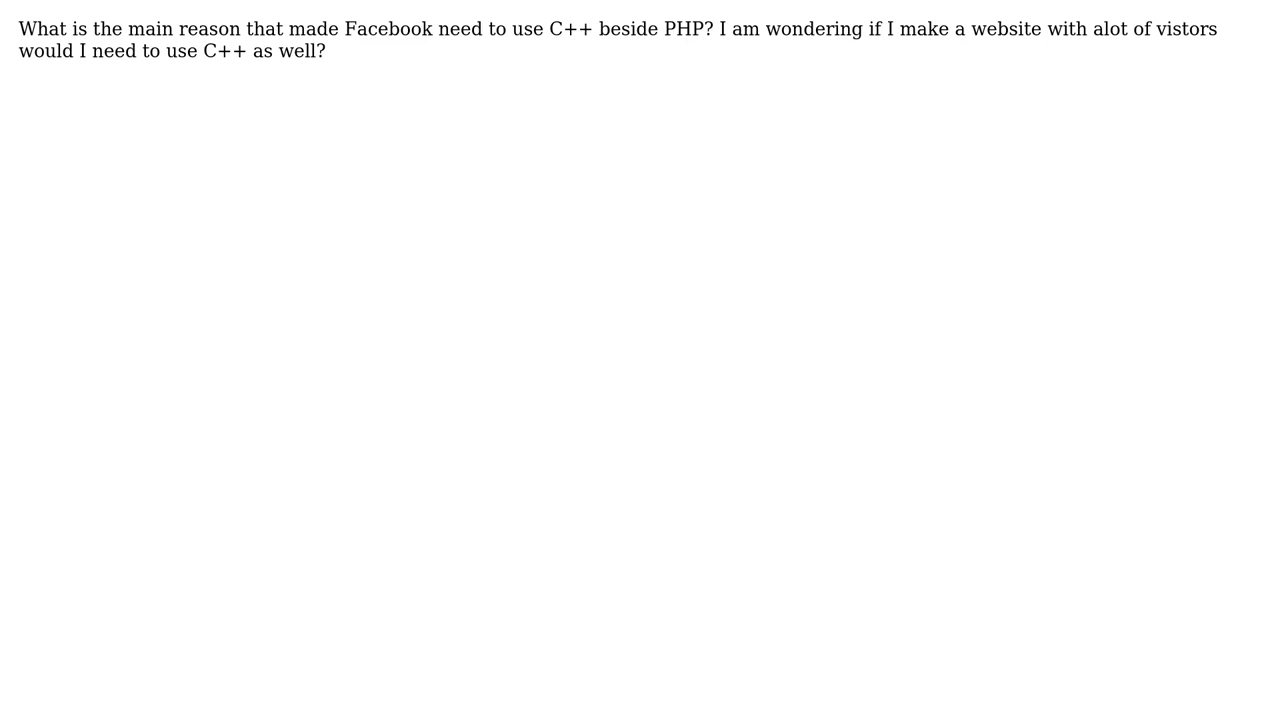 What is the main reason that made Facebook need to use C++ beside PHP? I am wondering if I make a website with alot of vistors
would I need to use C++ as well?